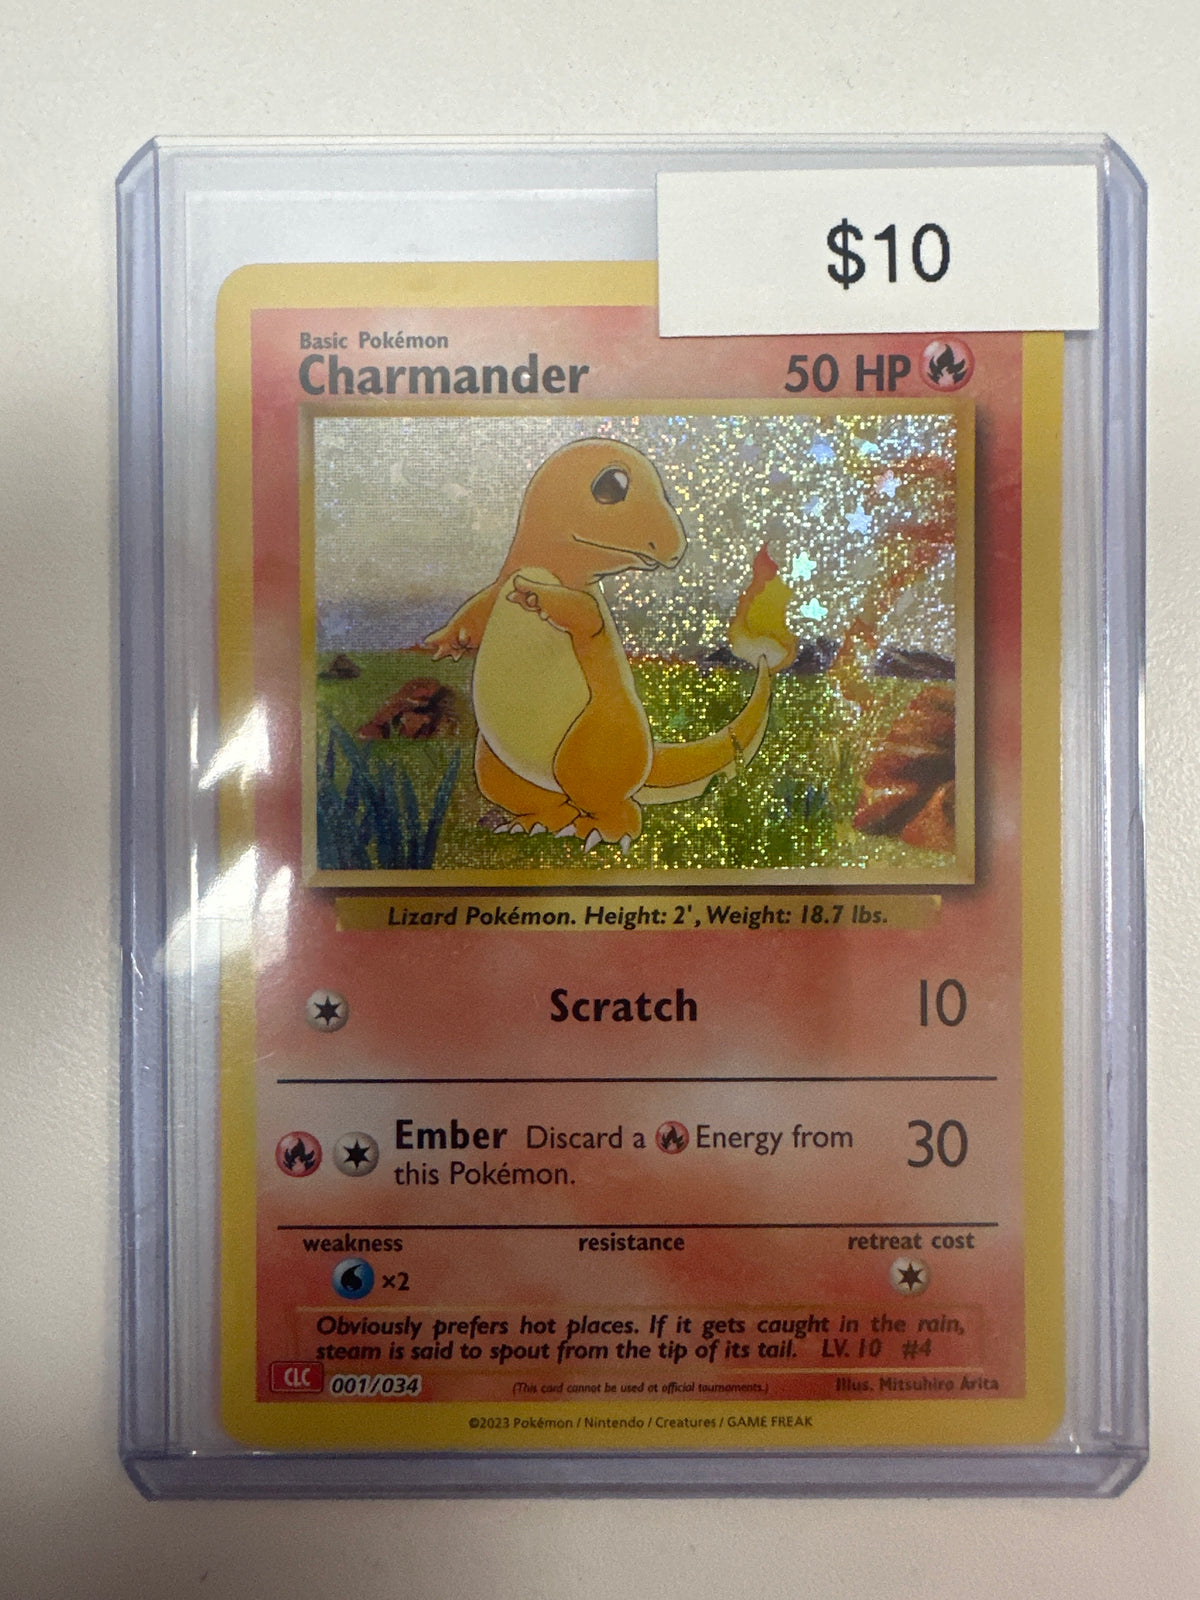 $10
Basic Pokémon
Charmander 50 HP
Lizard Pokémon. Height: 2', Weight: 18.7 lbs.
Scratch 10
Ember Discard a Energy from 30
this Pokémon.
weakness resistance retreat cost
×2
Obviously prefers hot places. If it gets caught in the rain,
steam is said to spout from the tip of its tail. LV. 10 #4
CLC 001/034 (This card cannot be used at official tournaments.) Illus. Mitsuhiro Arita
©2023 Pokémon / Nintendo / Creatures / GAME FREAK